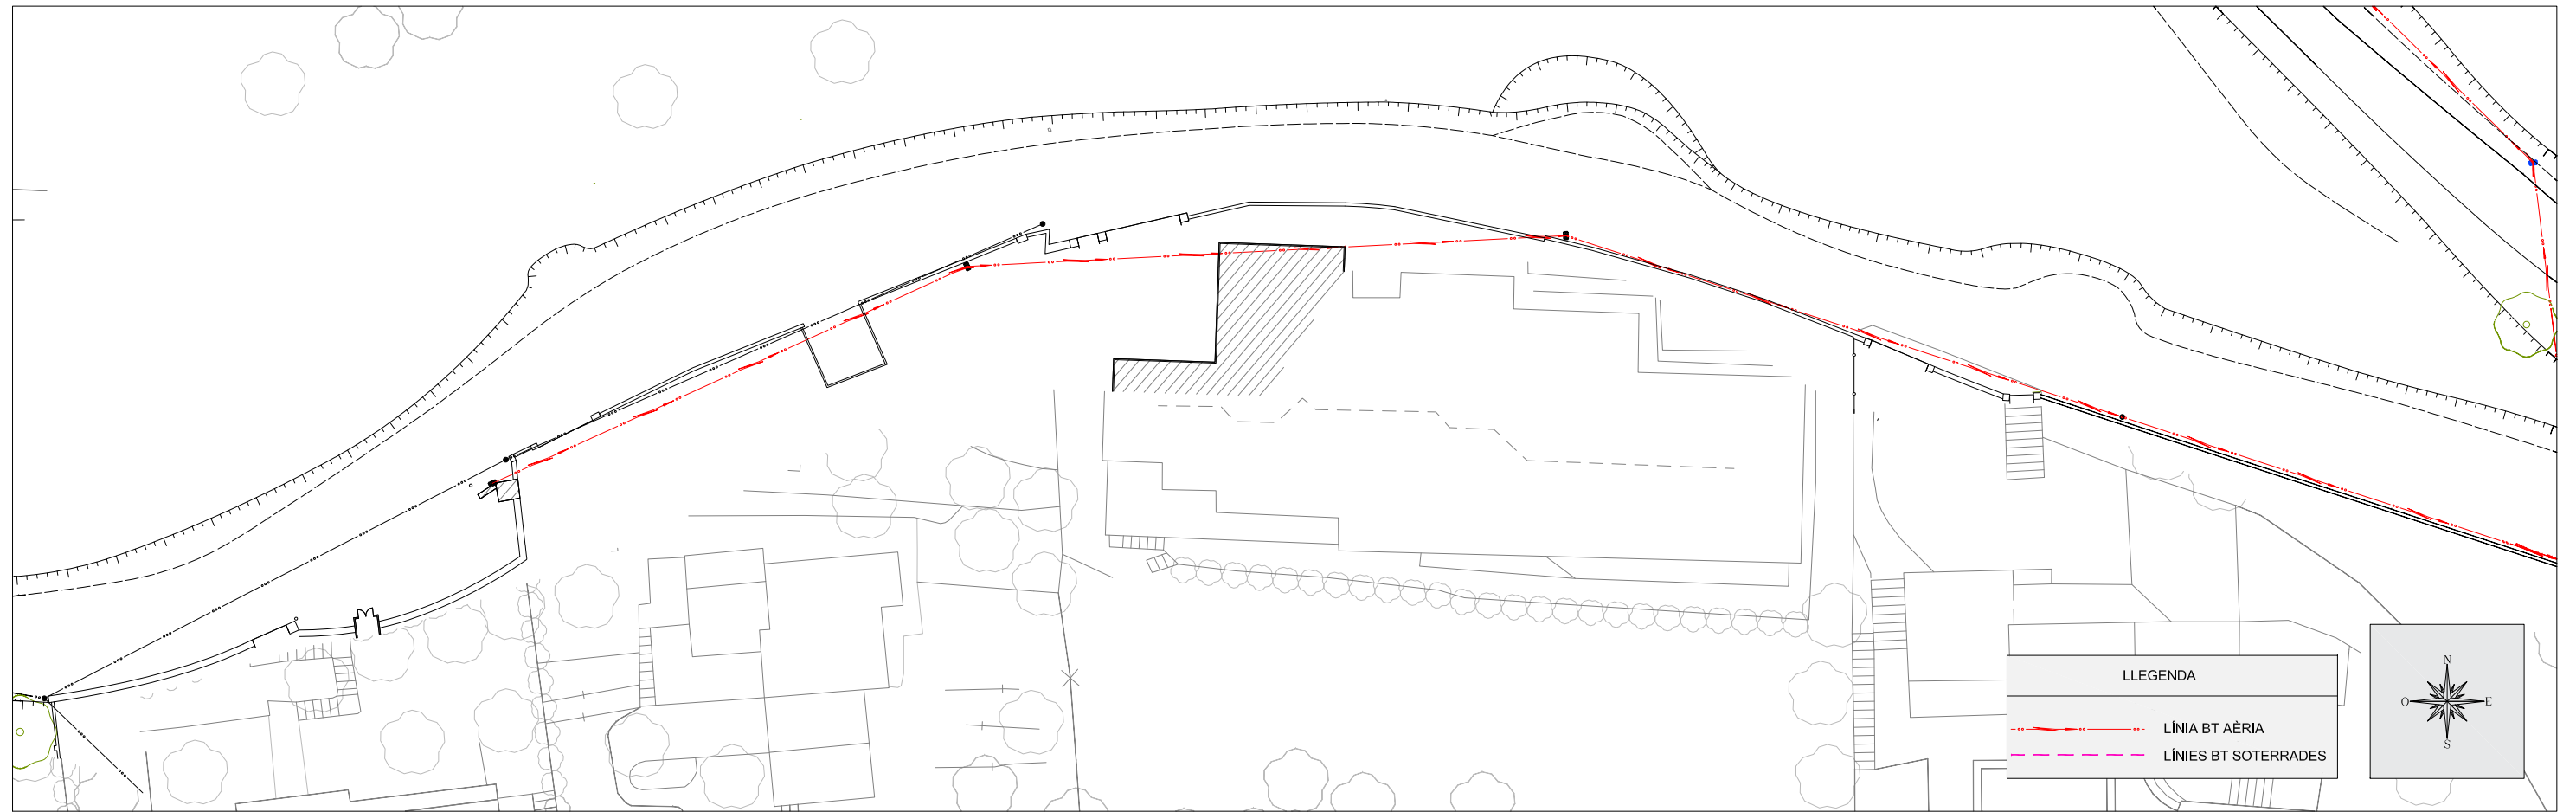 LLEGENDA
LÍNIA BT AÈRIA
LÍNIES BT SOTERRADES
N
O E
S